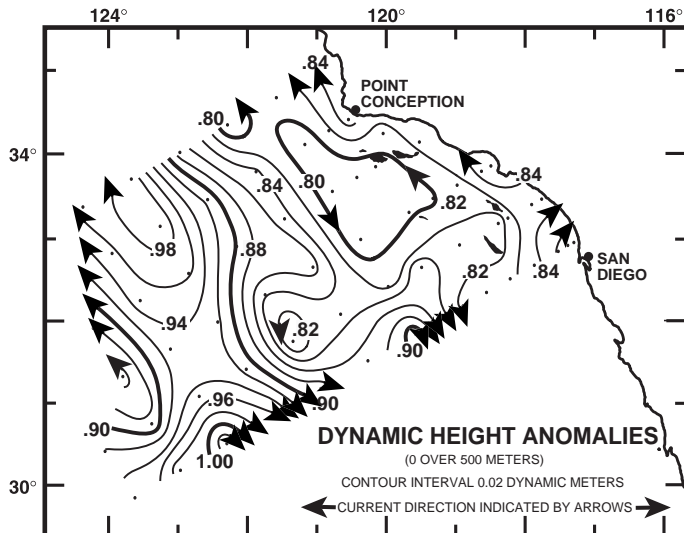 124° 120° 116°
.84
POINT
CONCEPTION
.80
34°
.84
.80
.84
.82
.98
.88
SAN
DIEGO
.82
.84
.94
.82
.90
.96
.90
.90
1.00
DYNAMIC HEIGHT ANOMALIES
(0 OVER 500 METERS)
CONTOUR INTERVAL 0.02 DYNAMIC METERS
30°
CURRENT DIRECTION INDICATED BY ARROWS